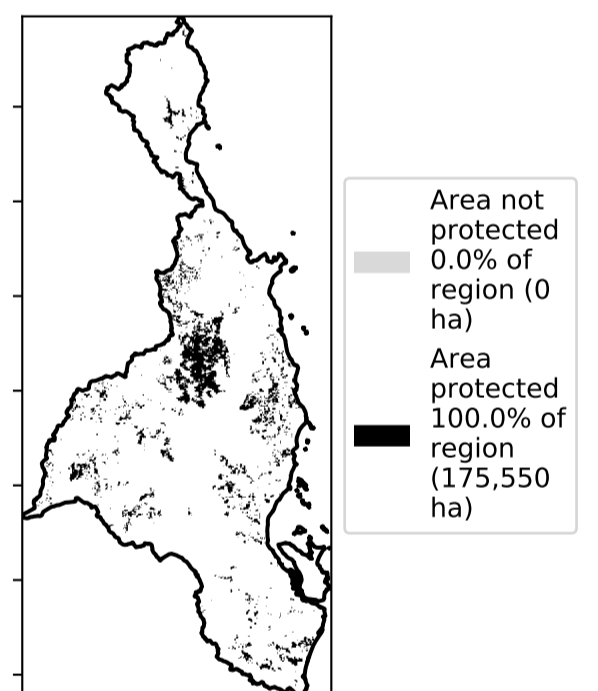 Area not
protected
0.0% of
region (0
ha)
Area
protected
100.0% of
region
(175,550
ha)